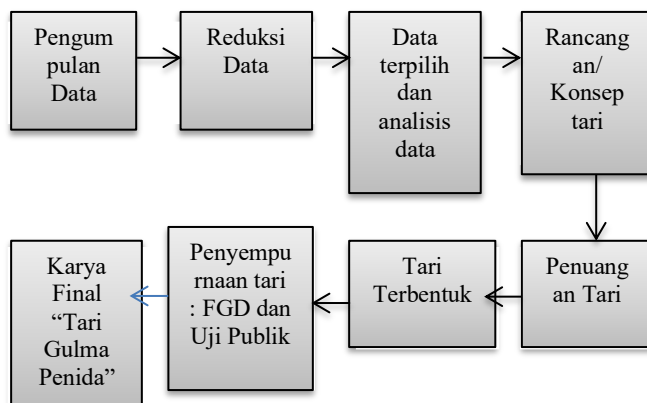 Pengum
pulan
Data
Reduksi
Data
Data
terpilih
dan
analisis
data
Rancang
an/
Konsep
tari
Penuang
an Tari
Tari
Terbentuk
Penyempu
rnaan tari
: FGD dan
Uji Publik
Karya
Final
“Tari
Gulma
Penida”